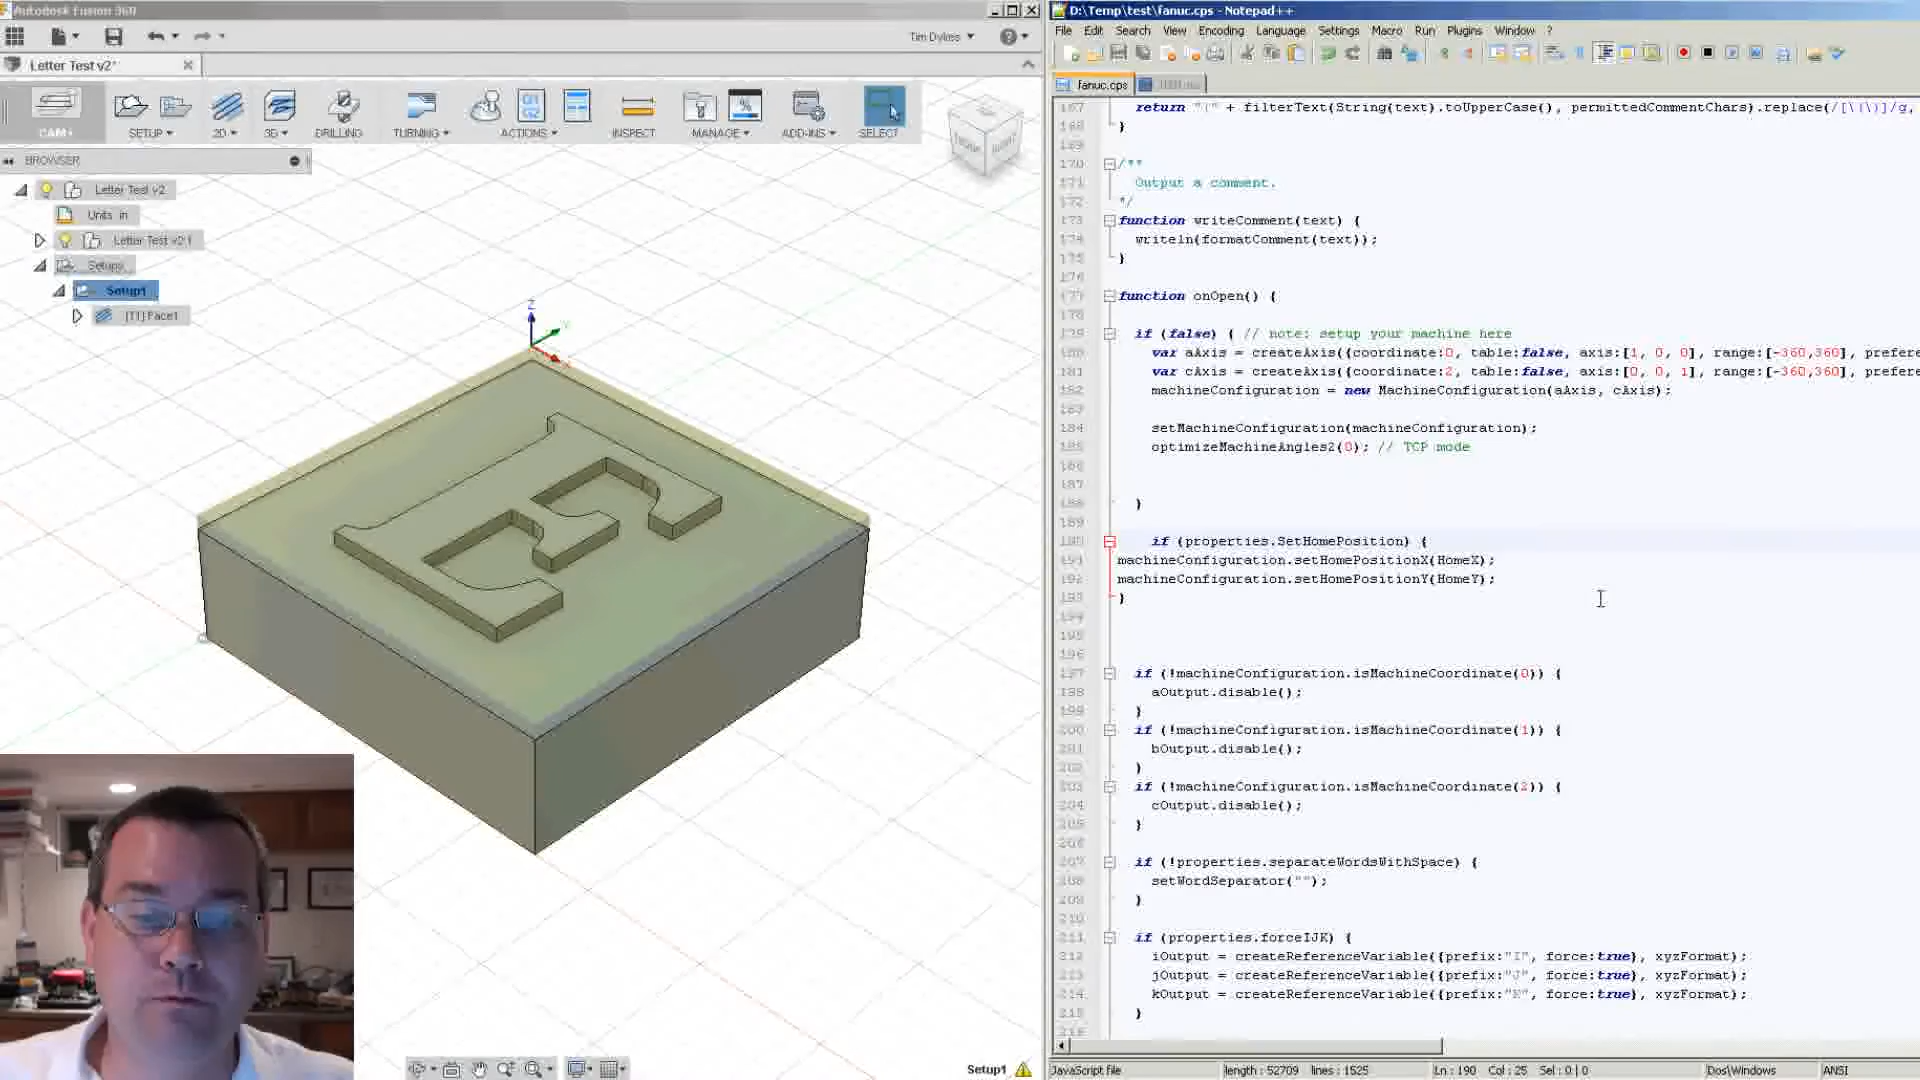 Autodesk Fusion 360
Tim Dykes
Letter Test v2*
CAM
SETUP
2D
3D
DRILLING
TURNING
ACTIONS
INSPECT
MANAGE
ADD-INS
SELECT
BROWSER
Letter Test v2
Units: in
Letter Test v2:1
Setups
Setup1
[T1] Face1
Z
Y
X
FRONT
RIGHT
Setup1
D:\Temp\test\fanuc.cps - Notepad++
File Edit Search View Encoding Language Settings Macro Run Plugins Window ?
fanuc.cps
167 return "(" + filterText(String(text).toUpperCase(), permittedCommentChars).replace(/[\(\)]/g,
168 }
169
170 /**
171 Output a comment.
172 */
173 function writeComment(text) {
174 writeln(formatComment(text));
175 }
176
177 function onOpen() {
178
179 if (false) { // note: setup your machine here
180 var aAxis = createAxis({coordinate:0, table:false, axis:[1, 0, 0], range:[-360,360], prefere
181 var cAxis = createAxis({coordinate:2, table:false, axis:[0, 0, 1], range:[-360,360], prefere
182 machineConfiguration = new MachineConfiguration(aAxis, cAxis);
183
184 setMachineConfiguration(machineConfiguration);
185 optimizeMachineAngles2(0); // TCP mode
186
187
188 }
189
190 if (properties.SetHomePosition) {
191 machineConfiguration.setHomePositionX(HomeX);
192 machineConfiguration.setHomePositionY(HomeY);
193 }
194
195
196
197 if (!machineConfiguration.isMachineCoordinate(0)) {
198 aOutput.disable();
199 }
200 if (!machineConfiguration.isMachineCoordinate(1)) {
201 bOutput.disable();
202 }
203 if (!machineConfiguration.isMachineCoordinate(2)) {
204 cOutput.disable();
205 }
206
207 if (!properties.separateWordsWithSpace) {
208 setWordSeparator("");
209 }
210
211 if (properties.forceIJK) {
212 iOutput = createReferenceVariable({prefix:"I", force:true}, xyzFormat);
213 jOutput = createReferenceVariable({prefix:"J", force:true}, xyzFormat);
214 kOutput = createReferenceVariable({prefix:"K", force:true}, xyzFormat);
215 }
216
JavaScript file length : 52709 lines : 1525 Ln : 190 Col : 25 Sel : 0 | 0 Dos\Windows ANSI